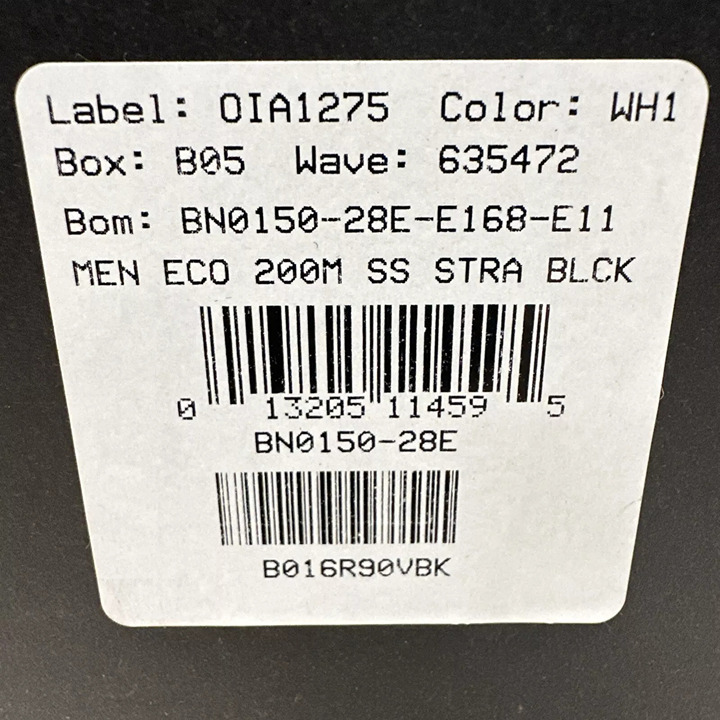 Label: OIA1275 Color: WH1
Box: B05 Wave: 635472
Bom: BN0150-28E-E168-E11
MEN ECO 200M SS STRA BLCK
0 13205 11459 5
BN0150-28E
B016R90VBK